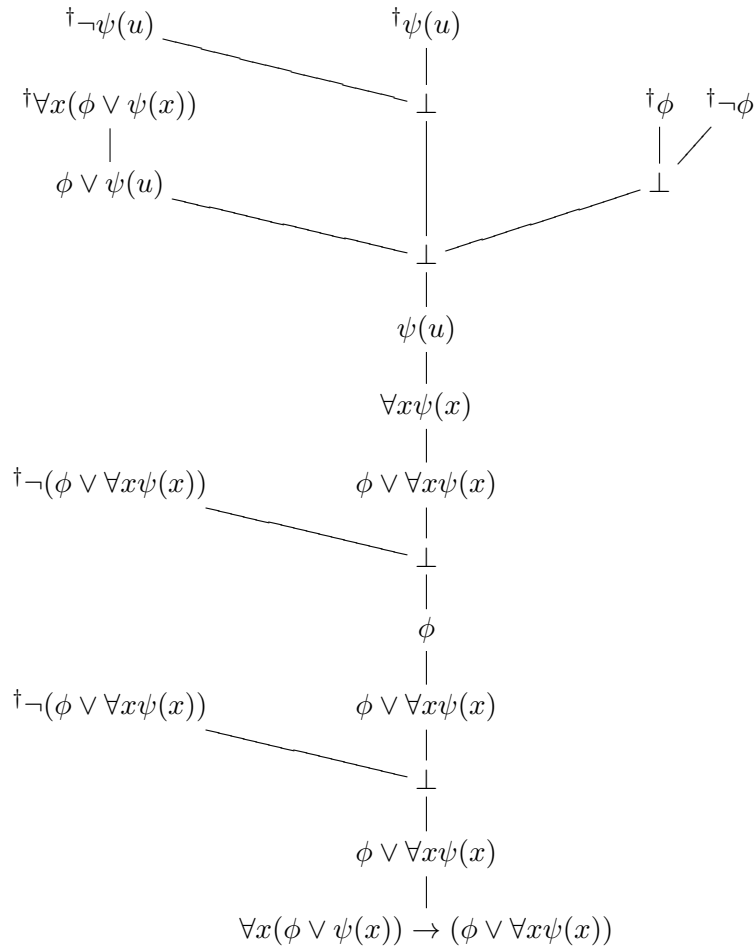 †¬ψ(u) †ψ(u)
†∀x(ϕ ∨ ψ(x)) ⊥ †ϕ †¬ϕ
ϕ ∨ ψ(u) ⊥
⊥
ψ(u)
∀xψ(x)
†¬(ϕ ∨ ∀xψ(x)) ϕ ∨ ∀xψ(x)
⊥
ϕ
†¬(ϕ ∨ ∀xψ(x)) ϕ ∨ ∀xψ(x)
⊥
ϕ ∨ ∀xψ(x)
∀x(ϕ ∨ ψ(x)) → (ϕ ∨ ∀xψ(x))